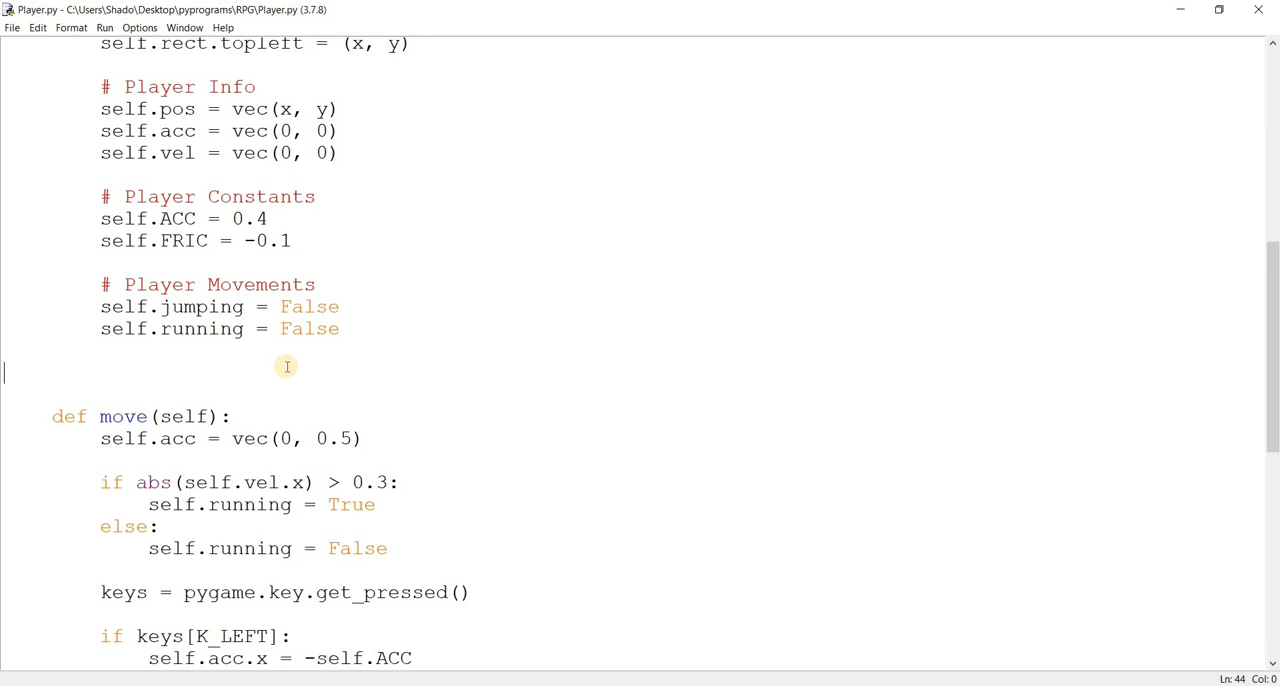 Player.py - C:\Users\Shado\Desktop\pyprograms\RPG\Player.py (3.7.8)
File Edit Format Run Options Window Help
self.rect.topleft = (x, y)
# Player Info
self.pos = vec(x, y)
self.acc = vec(0, 0)
self.vel = vec(0, 0)
# Player Constants
self.ACC = 0.4
self.FRIC = -0.1
# Player Movements
self.jumping = False
self.running = False
def move(self):
self.acc = vec(0, 0.5)
if abs(self.vel.x) > 0.3:
self.running = True
else:
self.running = False
keys = pygame.key.get_pressed()
if keys[K_LEFT]:
self.acc.x = -self.ACC
Ln: 44 Col: 0